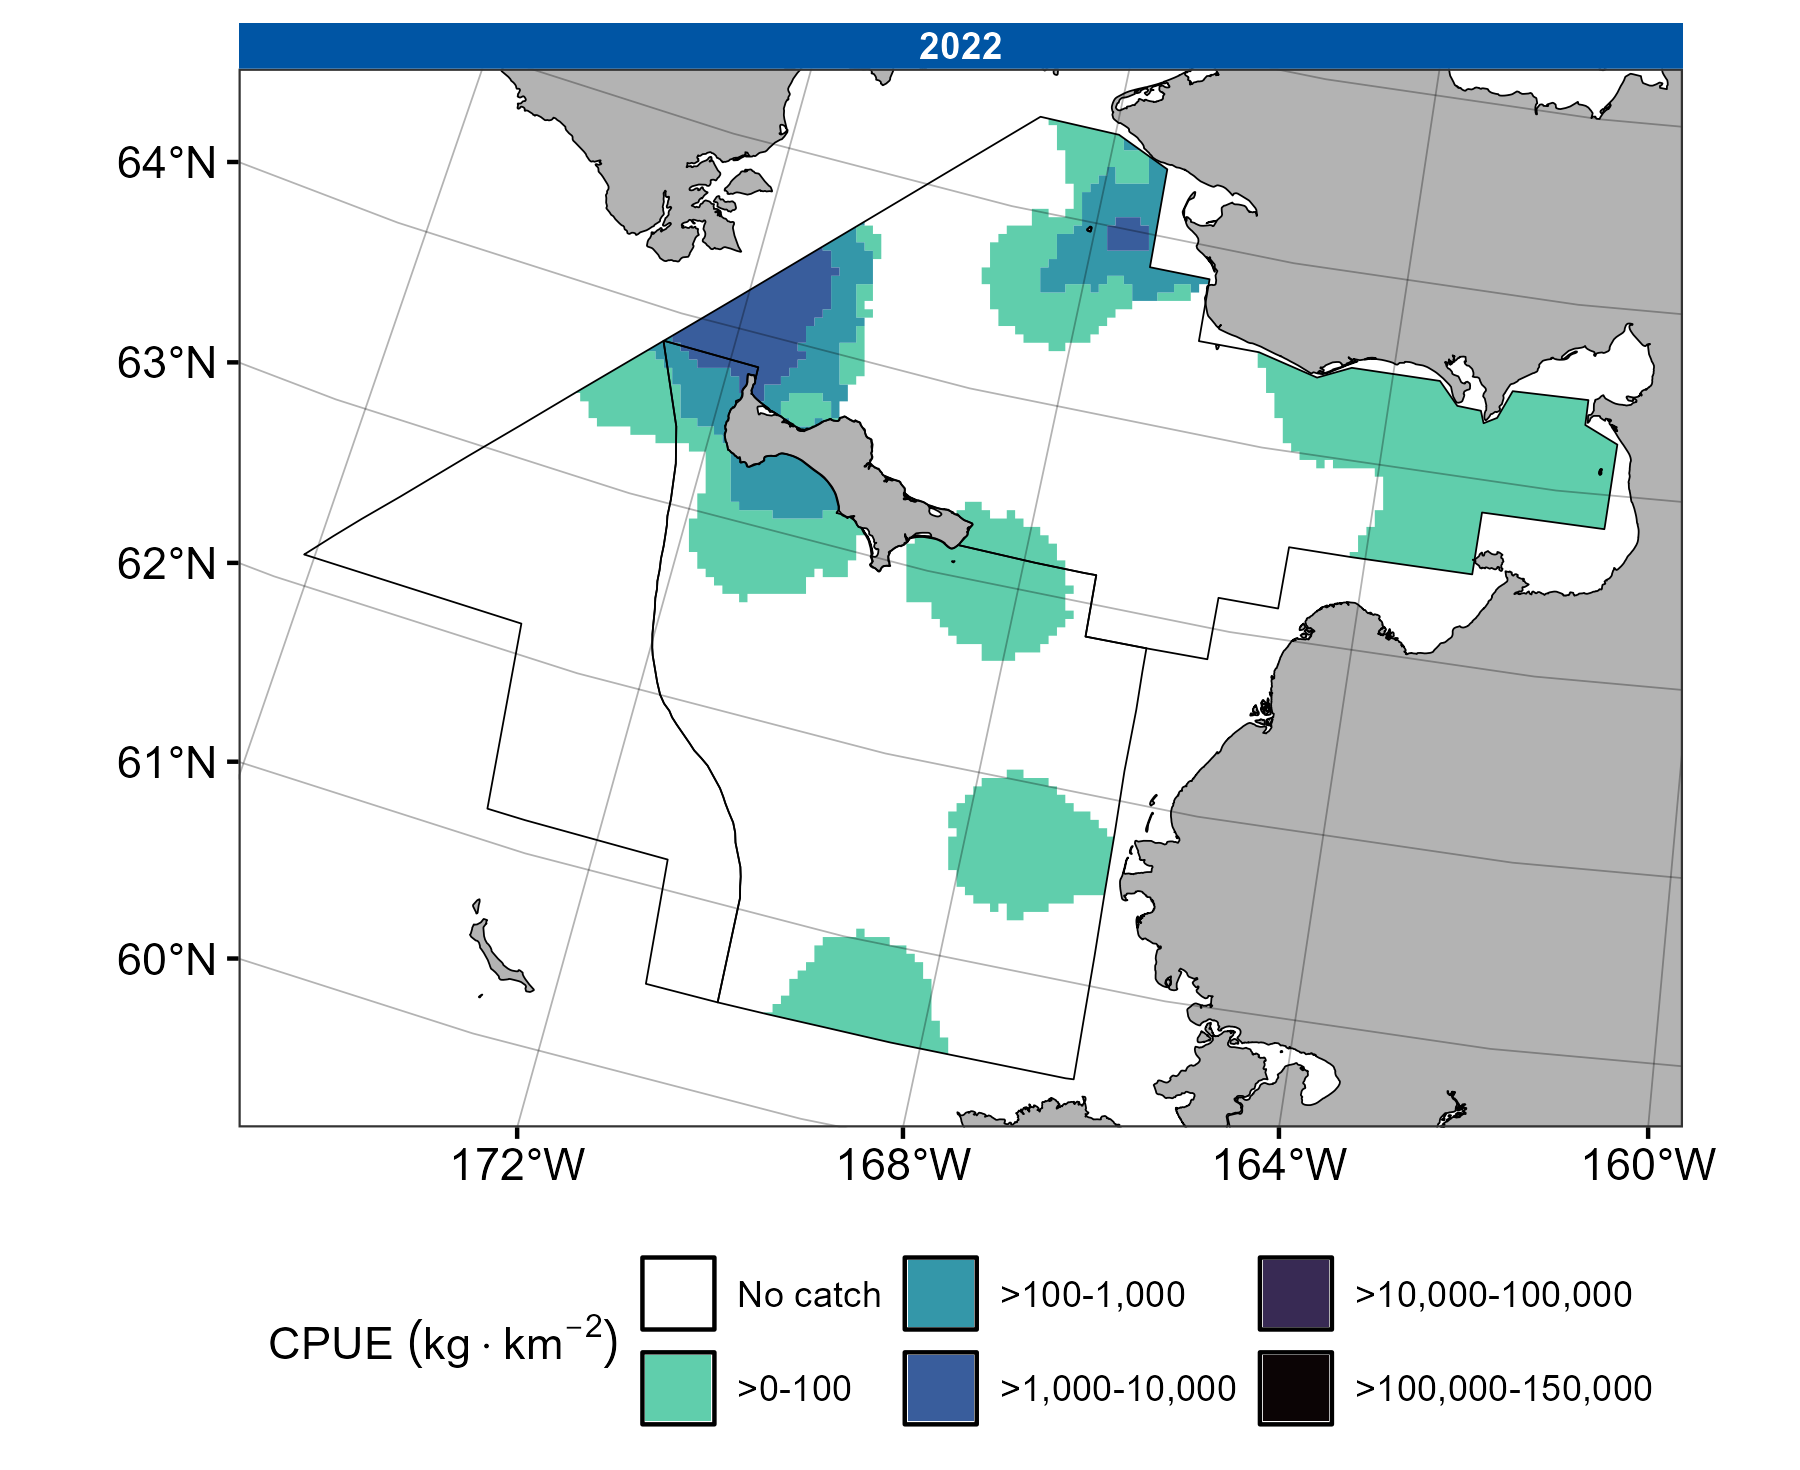 2022
64°N
63°N
62°N
61°N
60°N
172°W 168°W 164°W 160°W
CPUE (kg · km⁻²)
No catch >100-1,000 >10,000-100,000
>0-100 >1,000-10,000 >100,000-150,000